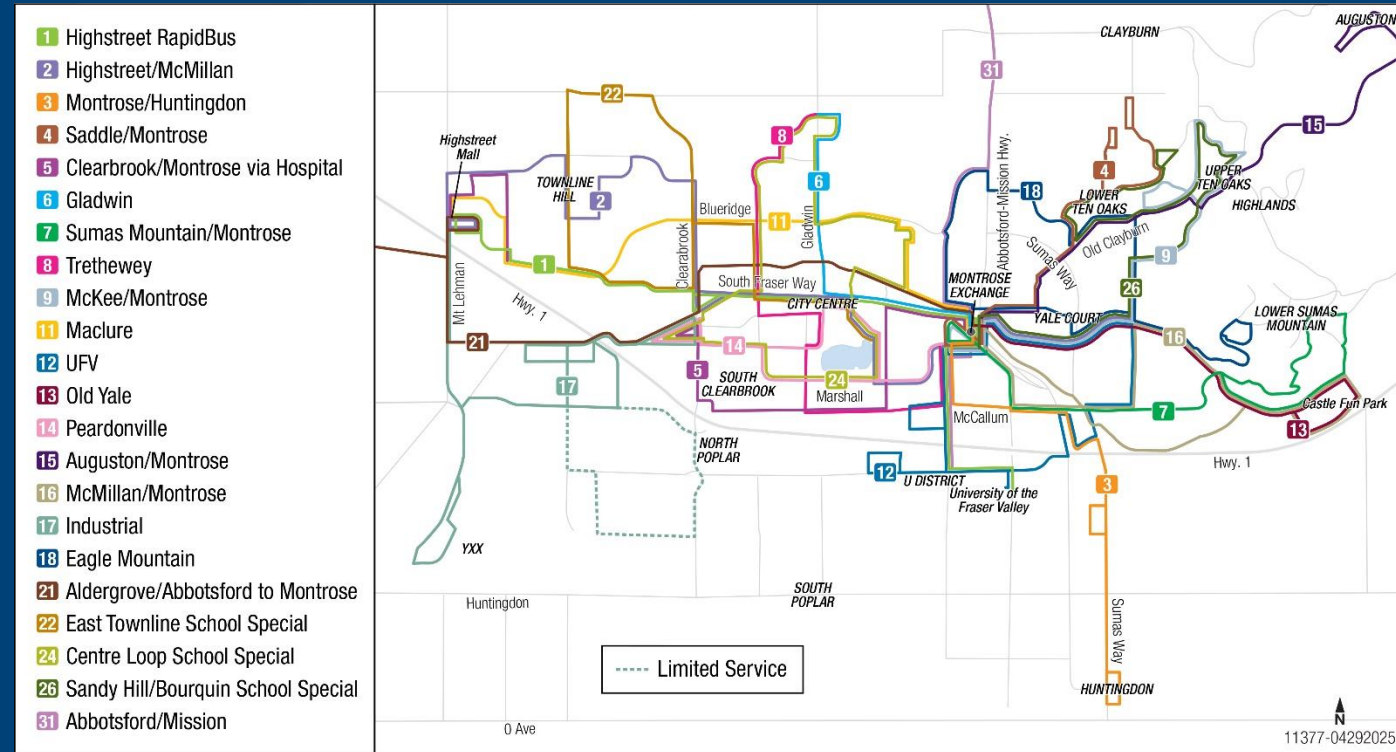 1 Highstreet RapidBus
2 Highstreet/McMillan
3 Montrose/Huntingdon
4 Saddle/Montrose
5 Clearbrook/Montrose via Hospital
6 Gladwin
7 Sumas Mountain/Montrose
8 Trethewey
9 McKee/Montrose
11 Maclure
12 UFV
13 Old Yale
14 Peardonville
15 Auguston/Montrose
16 McMillan/Montrose
17 Industrial
18 Eagle Mountain
21 Aldergrove/Abbotsford to Montrose
22 East Townline School Special
24 Centre Loop School Special
26 Sandy Hill/Bourquin School Special
31 Abbotsford/Mission
AUGUSTON
CLAYBURN
31
22
15
8
Highstreet
Mall
4
UPPER
TEN OAKS
TOWNLINE
HILL
6
18
2
LOWER
TEN OAKS
HIGHLANDS
Blueridge
11
Gladwin
Abbotsford-Mission Hwy.
Sumas Way
Old Clayburn
9
Clearbrook
1
South Fraser Way
MONTROSE
EXCHANGE
26
Mt Lehman
Hwy. 1
CITY CENTRE
YALE COURT
LOWER SUMAS
MOUNTAIN
21
14
16
5
SOUTH
CLEARBROOK
24
17
Marshall
Castle Fun Park
7
McCallum
13
NORTH
POPLAR
Hwy. 1
12
U DISTRICT
University of the
Fraser Valley
3
YXX
SOUTH
POPLAR
Huntingdon
Sumas Way
Limited Service
HUNTINGDON
N
0 Ave
11377-04292025